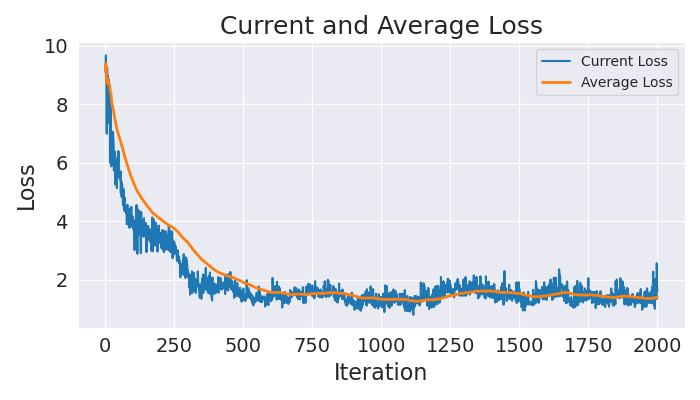 Current and Average Loss
Current Loss
Average Loss
Loss
10
8
6
4
2
0 250 500 750 1000 1250 1500 1750 2000
Iteration